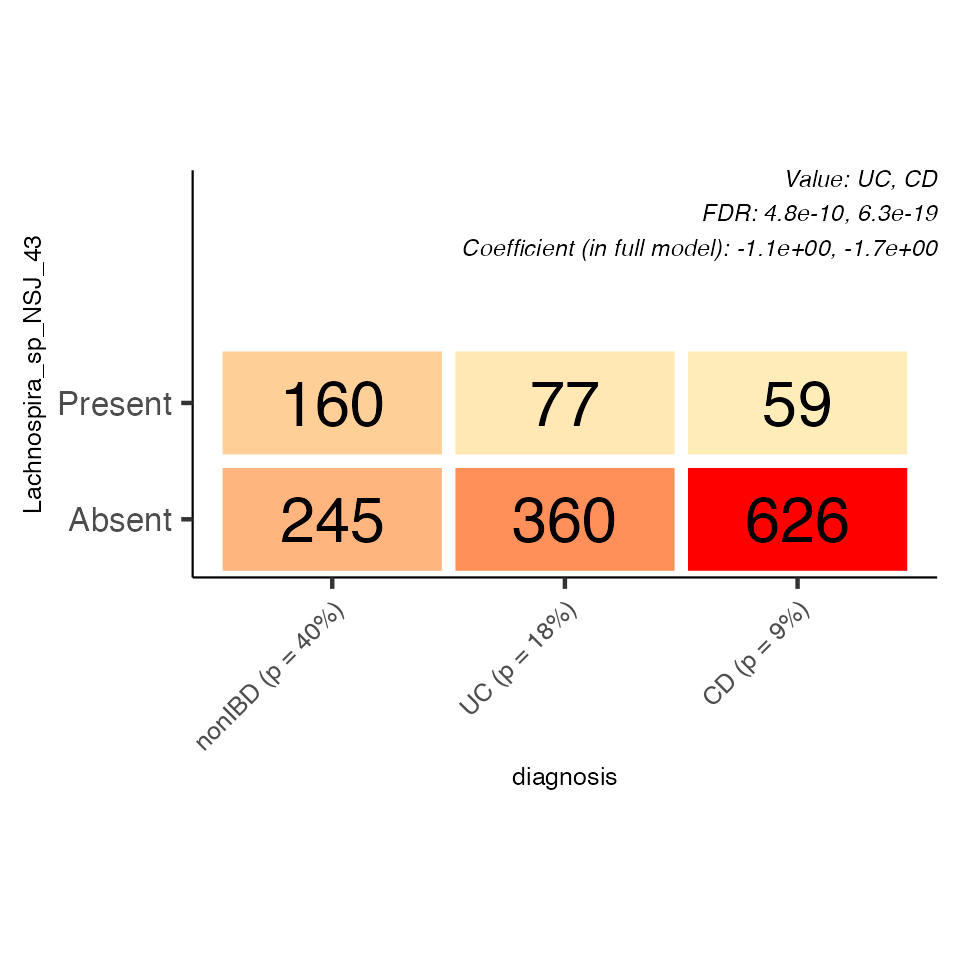 Value: UC, CD
FDR: 4.8e-10, 6.3e-19
Coefficient (in full model): -1.1e+00, -1.7e+00
Lachnospira_sp_NSJ_43
Present
160
77
59
Absent
245
360
626
nonIBD (p = 40%)
UC (p = 18%)
CD (p = 9%)
diagnosis